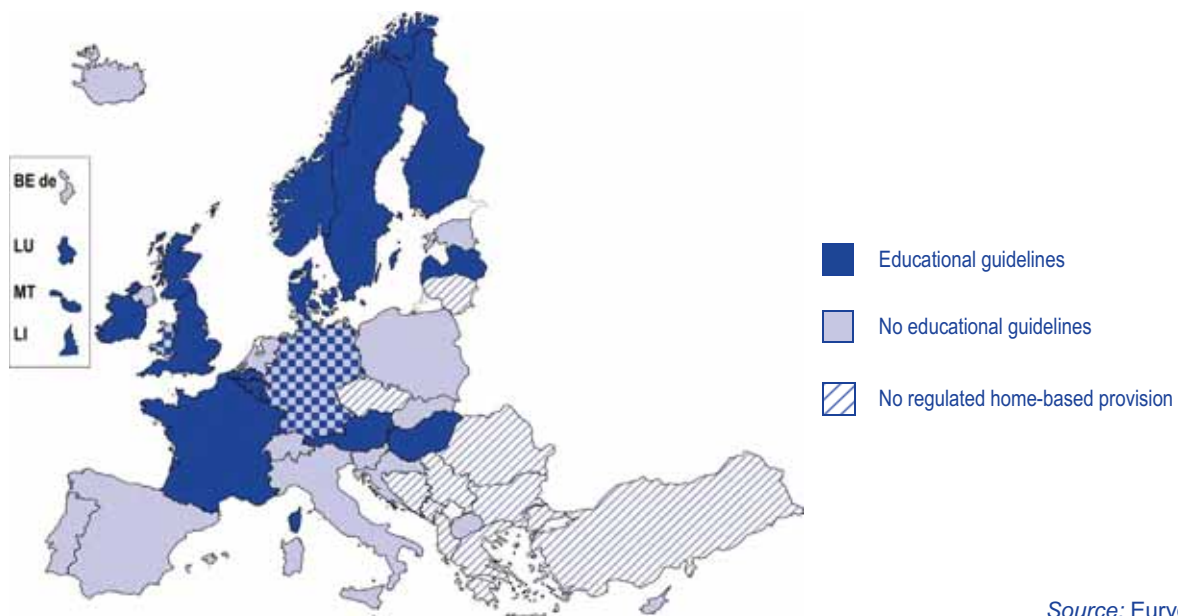 BE de
LU
MT
LI
Educational guidelines
No educational guidelines
No regulated home-based provision
Source: